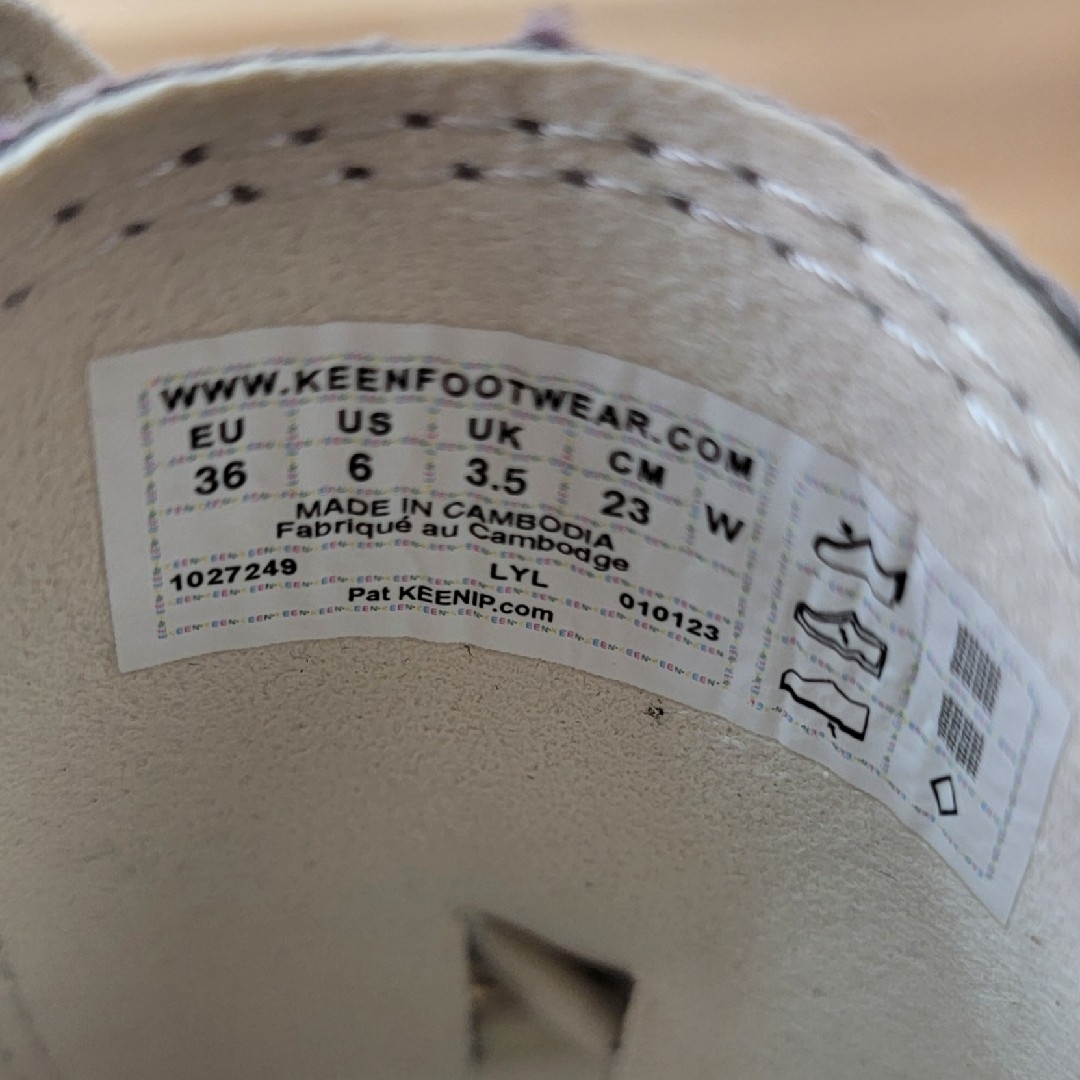 WWW.KEENFOOTWEAR.COM
EU US UK CM
36 6 3.5 23 W
MADE IN CAMBODIA
Fabriqué au Cambodge
1027249 LYL 010123
Pat KEENIP.com